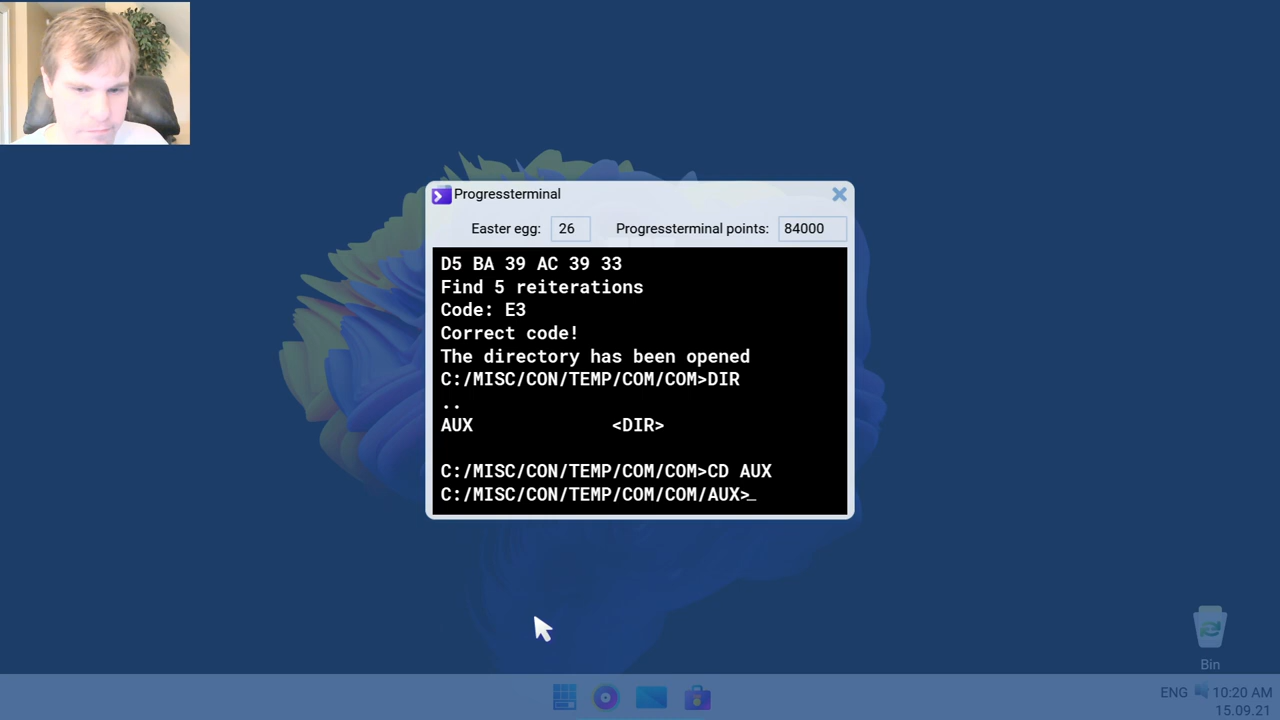 Progressterminal
Easter egg: 26 Progressterminal points: 84000
D5 BA 39 AC 39 33
Find 5 reiterations
Code: E3
Correct code!
The directory has been opened
C:/MISC/CON/TEMP/COM/COM>DIR
..
AUX <DIR>
C:/MISC/CON/TEMP/COM/COM>CD AUX
C:/MISC/CON/TEMP/COM/COM/AUX>_
Bin
ENG 10:20 AM
15.09.21